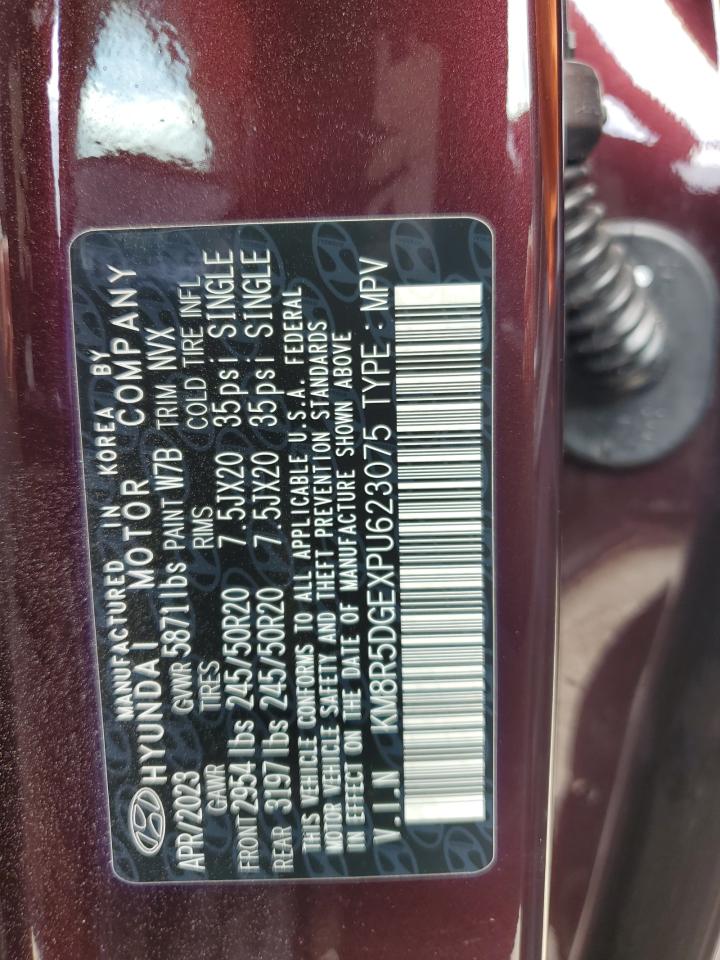 MANUFACTURED IN KOREA BY
HYUNDAI MOTOR COMPANY
APR/2023 GVWR 5871lbs PAINT W7B TRIM NVX
GAWR TIRES RMS COLD TIRE INFL
FRONT 2954 lbs 245/50R20 7.5JX20 35psi SINGLE
REAR 3197 lbs 245/50R20 7.5JX20 35psi SINGLE
THIS VEHICLE CONFORMS TO ALL APPLICABLE U.S.A. FEDERAL
MOTOR VEHICLE SAFETY AND THEFT PREVENTION STANDARDS
IN EFFECT ON THE DATE OF MANUFACTURE SHOWN ABOVE
V.I.N KM8R5DGEXPU623075 TYPE : MPV